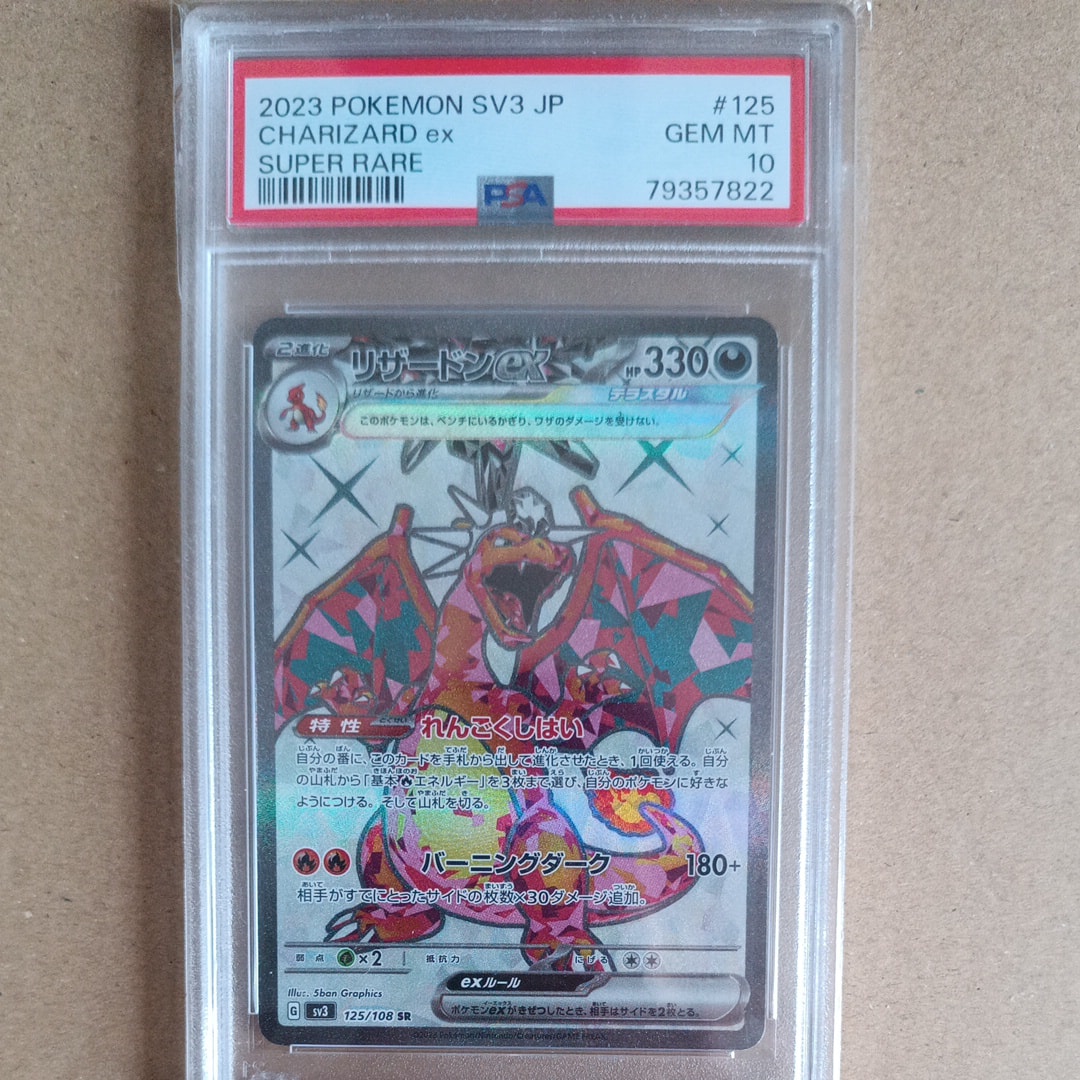 2023 POKEMON SV3 JP #125
CHARIZARD ex GEM MT
SUPER RARE 10
PSA 79357822
2進化 リザードンex HP 330
リザードから進化 テラスタル
このポケモンは、ベンチにいるかぎり、ワザのダメージを受けない。
特性 とくせい れんごくしはい
自分の番に、このカードを手札から出して進化させたとき、1回使える。自分
の山札から「基本エネルギー」を3枚まで選び、自分のポケモンに好きな
ようにつける。そして山札を切る。
バーニングダーク 180+
相手がすでにとったサイドの枚数×30ダメージ追加。
弱点 ×2 抵抗力 にげる
exルール
Illus. 5ban Graphics
ポケモンexがきぜつしたとき、相手はサイドを2枚とる。
G sv3 125/108 SR
©2023 Pokémon/Nintendo/Creatures/GAME FREAK.